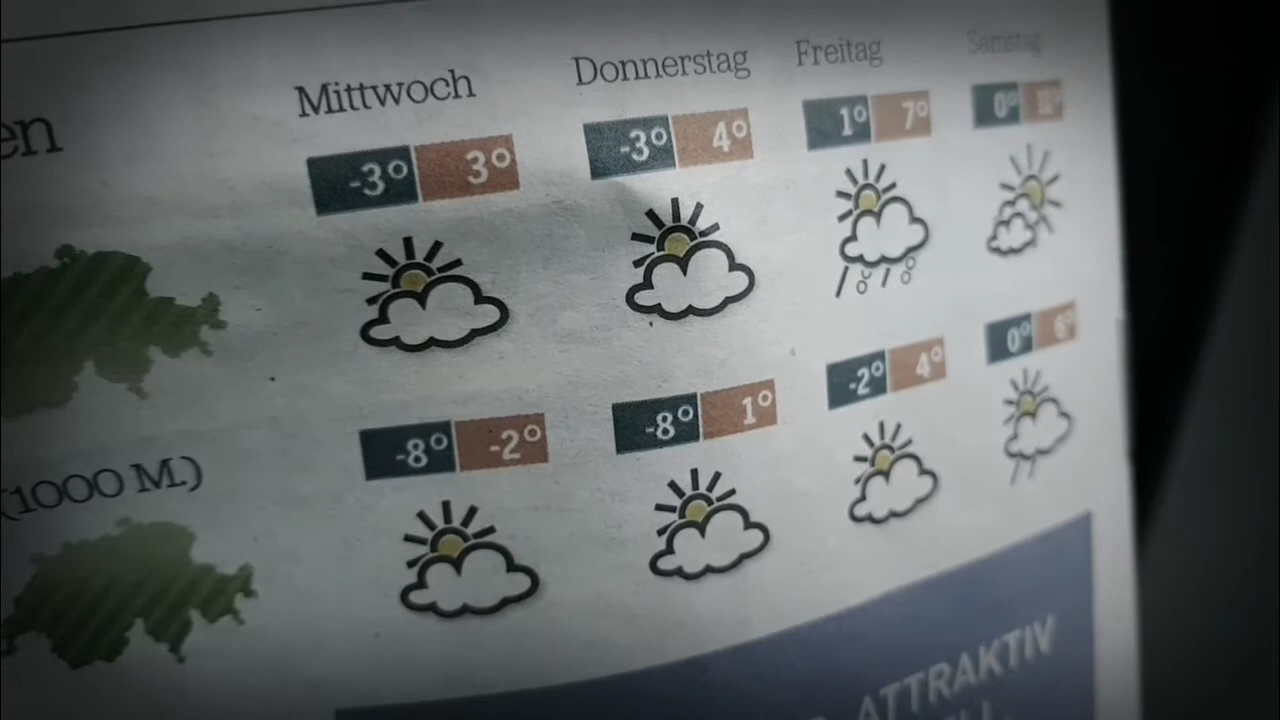 Mittwoch Donnerstag Freitag Samstag
en
-3° 3° -3° 4° 1° 7° 0°
-8° -2° -8° 1° -2° 4° 0°
(1000 M.)
ATTRAKTIV